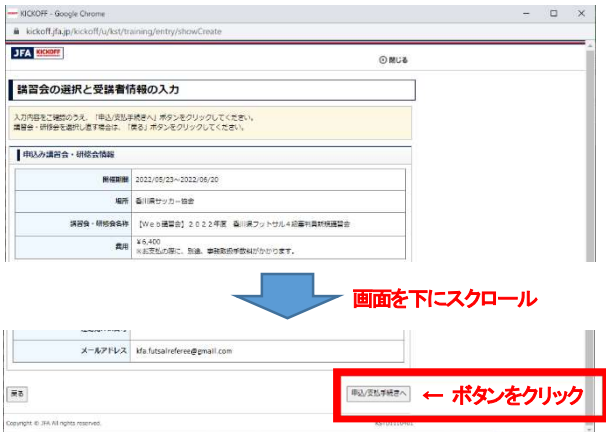 KICKOFF - Google Chrome
kickoff.jfa.jp/kickoff/u/kst/training/entry/showCreate
JFA KICKOFF
閉じる
講習会の選択と受講者情報の入力
入力内容をご確認のうえ、「申込/支払手続きへ」ボタンをクリックしてください。
講習会・研修会を選択し直す場合は、「戻る」ボタンをクリックしてください。
申込み講習会・研修会情報
開催期間 2022/05/23～2022/06/20
場所 香川県サッカー協会
講習会・研修会名称 【Web講習会】2022年度 香川県フットサル4級審判員新規講習会
費用 ¥6,400
※お支払の際に、別途、事務取扱手数料がかかります。
画面を下にスクロール
メールアドレス kfa.futsalreferee@gmail.com
戻る
申込/支払手続きへ
← ボタンをクリック
Copyright © JFA All rights reserved.